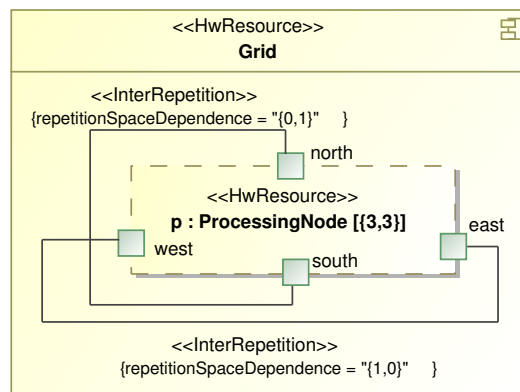 <<HwResource>>
Grid
<<InterRepetition>>
{repetitionSpaceDependence = "{0,1}" }
north
<<HwResource>>
p : ProcessingNode [{3,3}]
east
west
south
<<InterRepetition>>
{repetitionSpaceDependence = "{1,0}" }